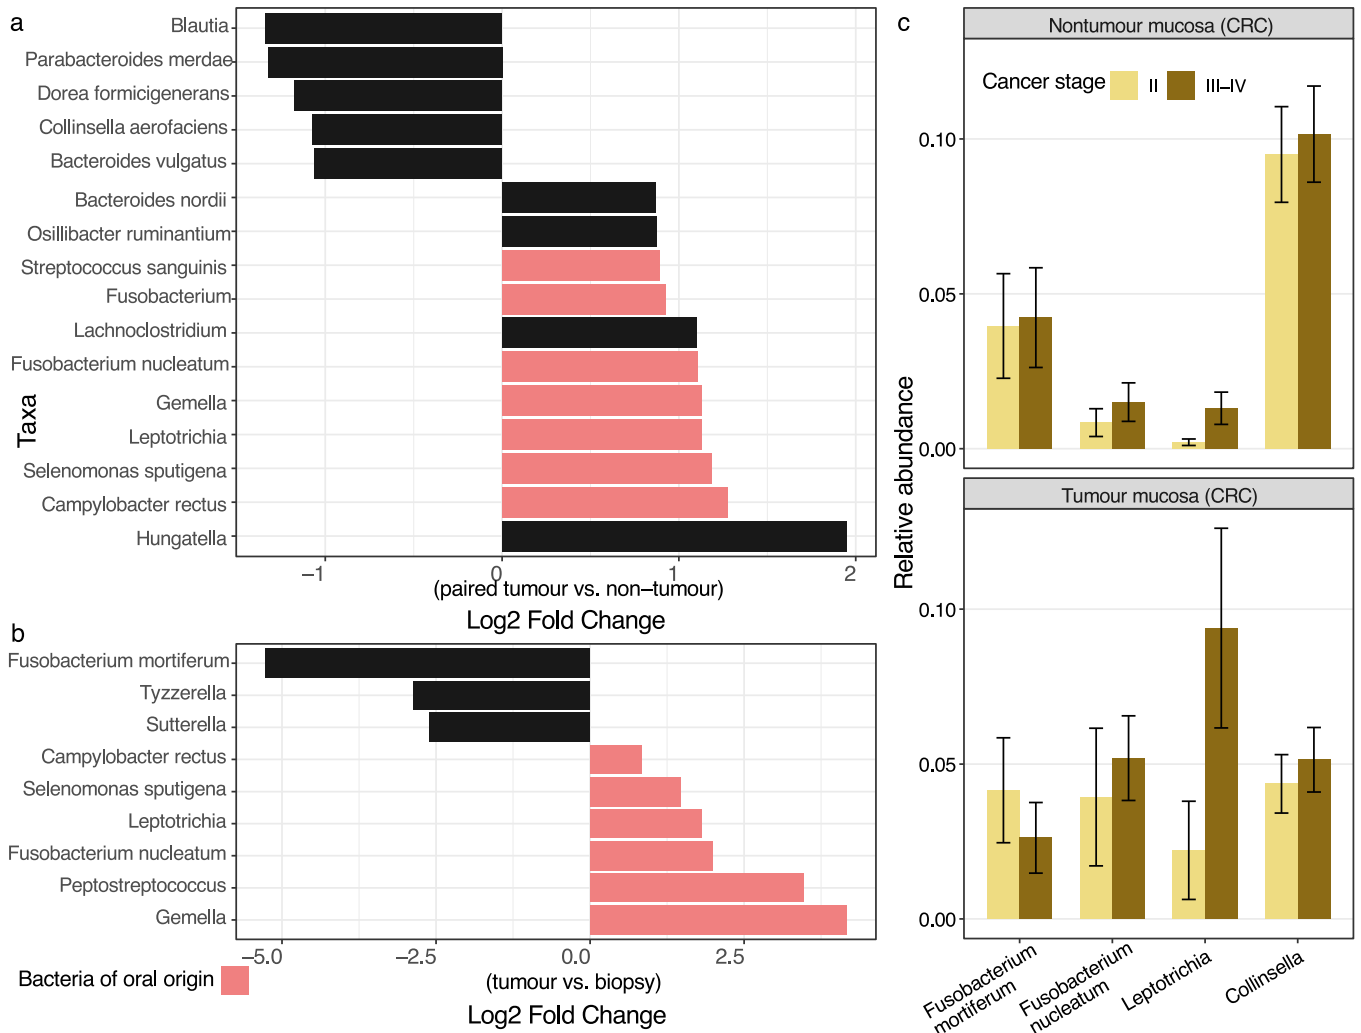 a
Blautia
Parabacteroides merdae
Dorea formicigenerans
Collinsella aerofaciens
Bacteroides vulgatus
Bacteroides nordii
Osillibacter ruminantium
Streptococcus sanguinis
Fusobacterium
Lachnoclostridium
Fusobacterium nucleatum
Gemella
Leptotrichia
Selenomonas sputigena
Campylobacter rectus
Hungatella
Taxa
−1 0 1 2
(paired tumour vs. non−tumour)
Log2 Fold Change
b
Fusobacterium mortiferum
Tyzzerella
Sutterella
Campylobacter rectus
Selenomonas sputigena
Leptotrichia
Fusobacterium nucleatum
Peptostreptococcus
Gemella
−5.0 −2.5 0.0 2.5
(tumour vs. biopsy)
Log2 Fold Change
Bacteria of oral origin
c
Nontumour mucosa (CRC)
Cancer stage II III−IV
0.10
0.05
0.00
Relative abundance
Tumour mucosa (CRC)
0.10
0.05
0.00
Fusobacterium
mortiferum
Fusobacterium
nucleatum
Leptotrichia
Collinsella